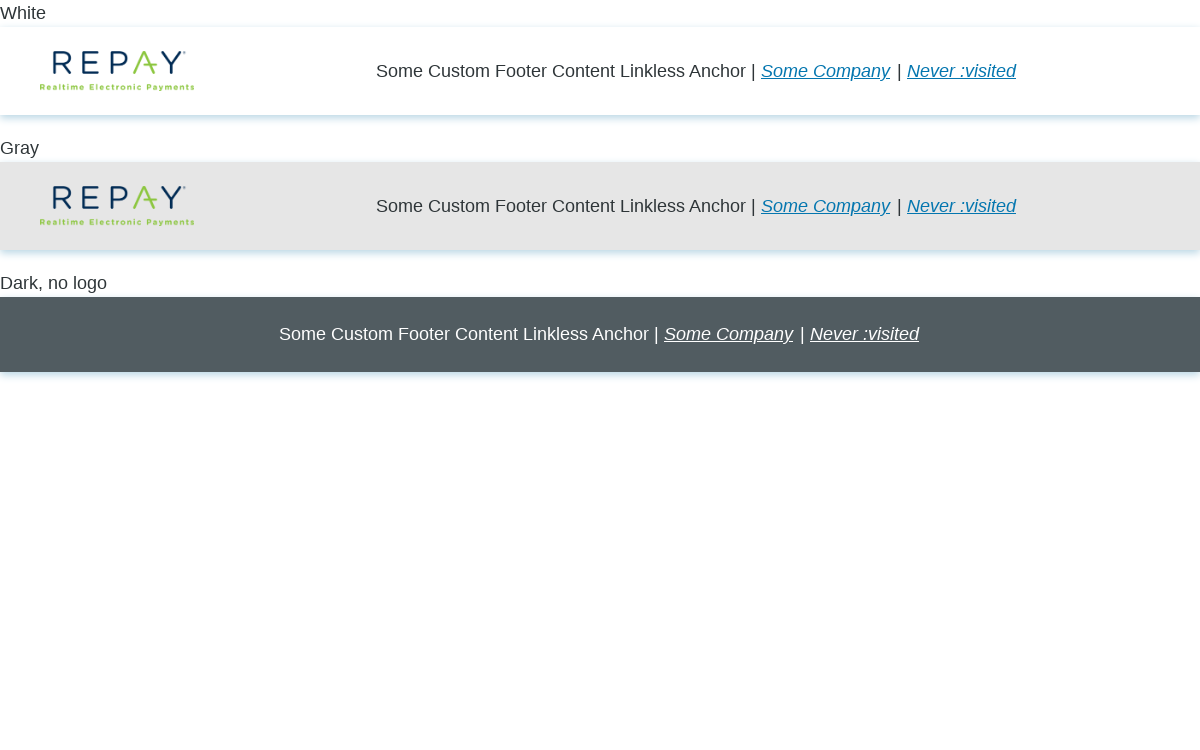 White
REPAY
Realtime Electronic Payments
Some Custom Footer Content Linkless Anchor | Some Company | Never :visited
Gray
REPAY
Realtime Electronic Payments
Some Custom Footer Content Linkless Anchor | Some Company | Never :visited
Dark, no logo
Some Custom Footer Content Linkless Anchor | Some Company | Never :visited